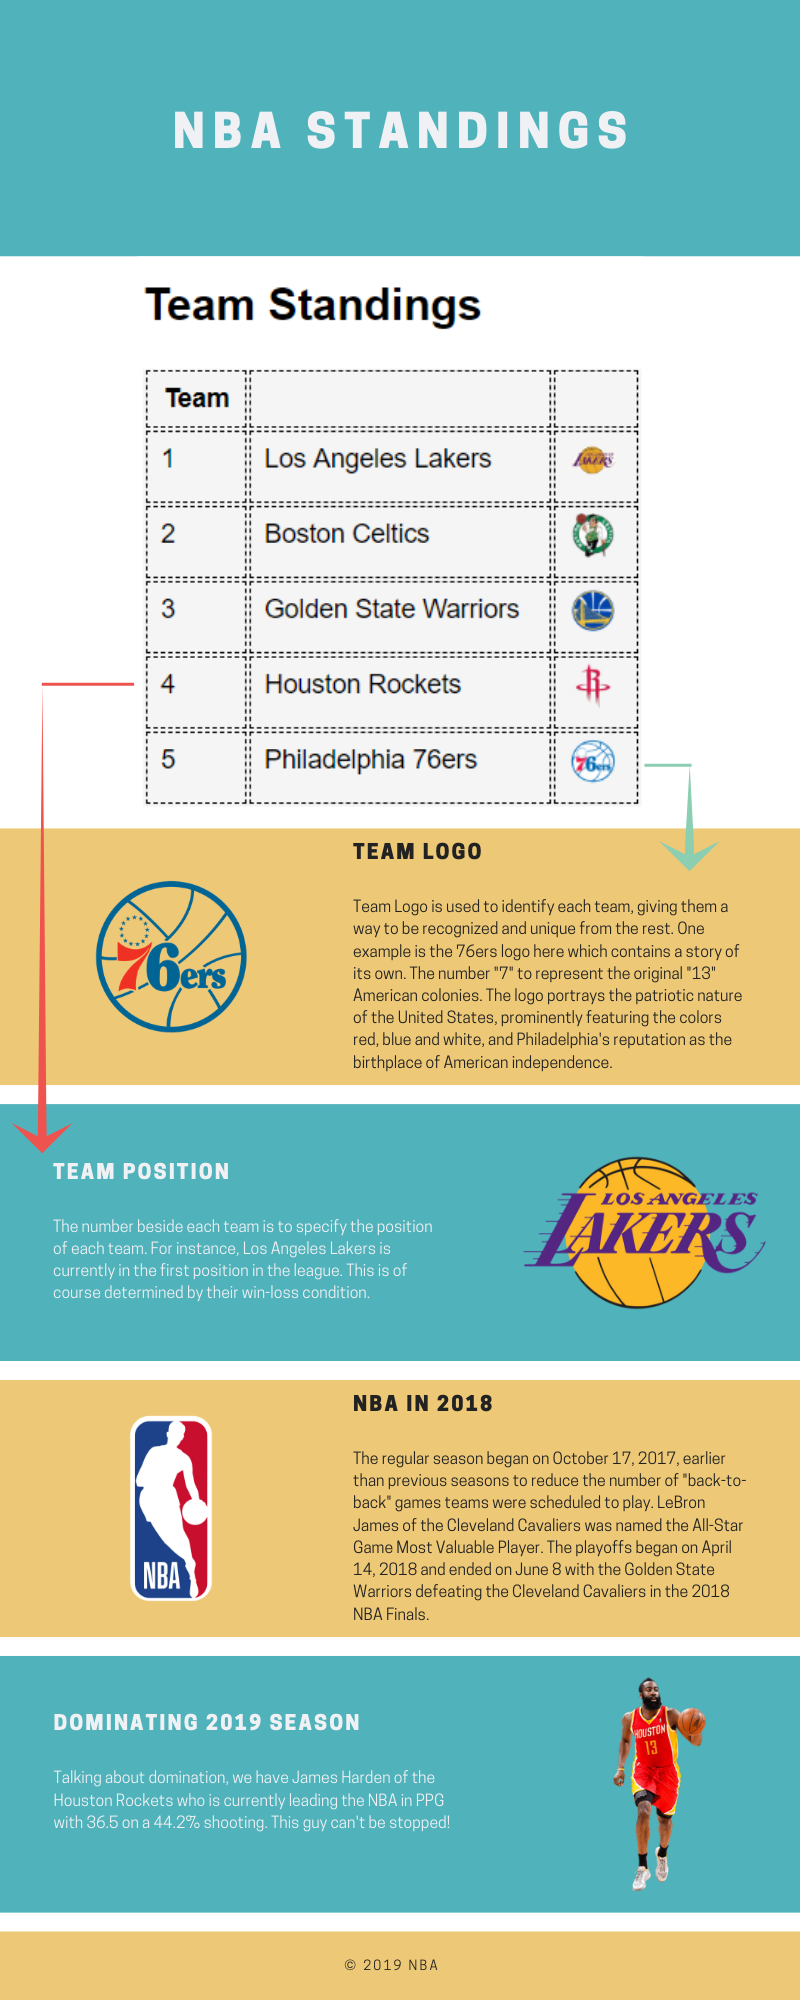 NBA STANDINGS
Team Standings
Team
1 Los Angeles Lakers LAKERS
2 Boston Celtics
3 Golden State Warriors
4 Houston Rockets R
5 Philadelphia 76ers 76ers
TEAM LOGO
76ers
Team Logo is used to identify each team, giving them a
way to be recognized and unique from the rest. One
example is the 76ers logo here which contains a story of
its own. The number "7" to represent the original "13"
American colonies. The logo portrays the patriotic nature
of the United States, prominently featuring the colors
red, blue and white, and Philadelphia's reputation as the
birthplace of American independence.
TEAM POSITION
The number beside each team is to specify the position
of each team. For instance, Los Angeles Lakers is
currently in the first position in the league. This is of
course determined by their win-loss condition.
LOS ANGELES
LAKERS
NBA IN 2018
The regular season began on October 17, 2017, earlier
than previous seasons to reduce the number of "back-to-
back" games teams were scheduled to play. LeBron
James of the Cleveland Cavaliers was named the All-Star
Game Most Valuable Player. The playoffs began on April
14, 2018 and ended on June 8 with the Golden State
Warriors defeating the Cleveland Cavaliers in the 2018
NBA Finals.
NBA
DOMINATING 2019 SEASON
Talking about domination, we have James Harden of the
Houston Rockets who is currently leading the NBA in PPG
with 36.5 on a 44.2% shooting. This guy can't be stopped!
HOUSTON
13
© 2019 NBA